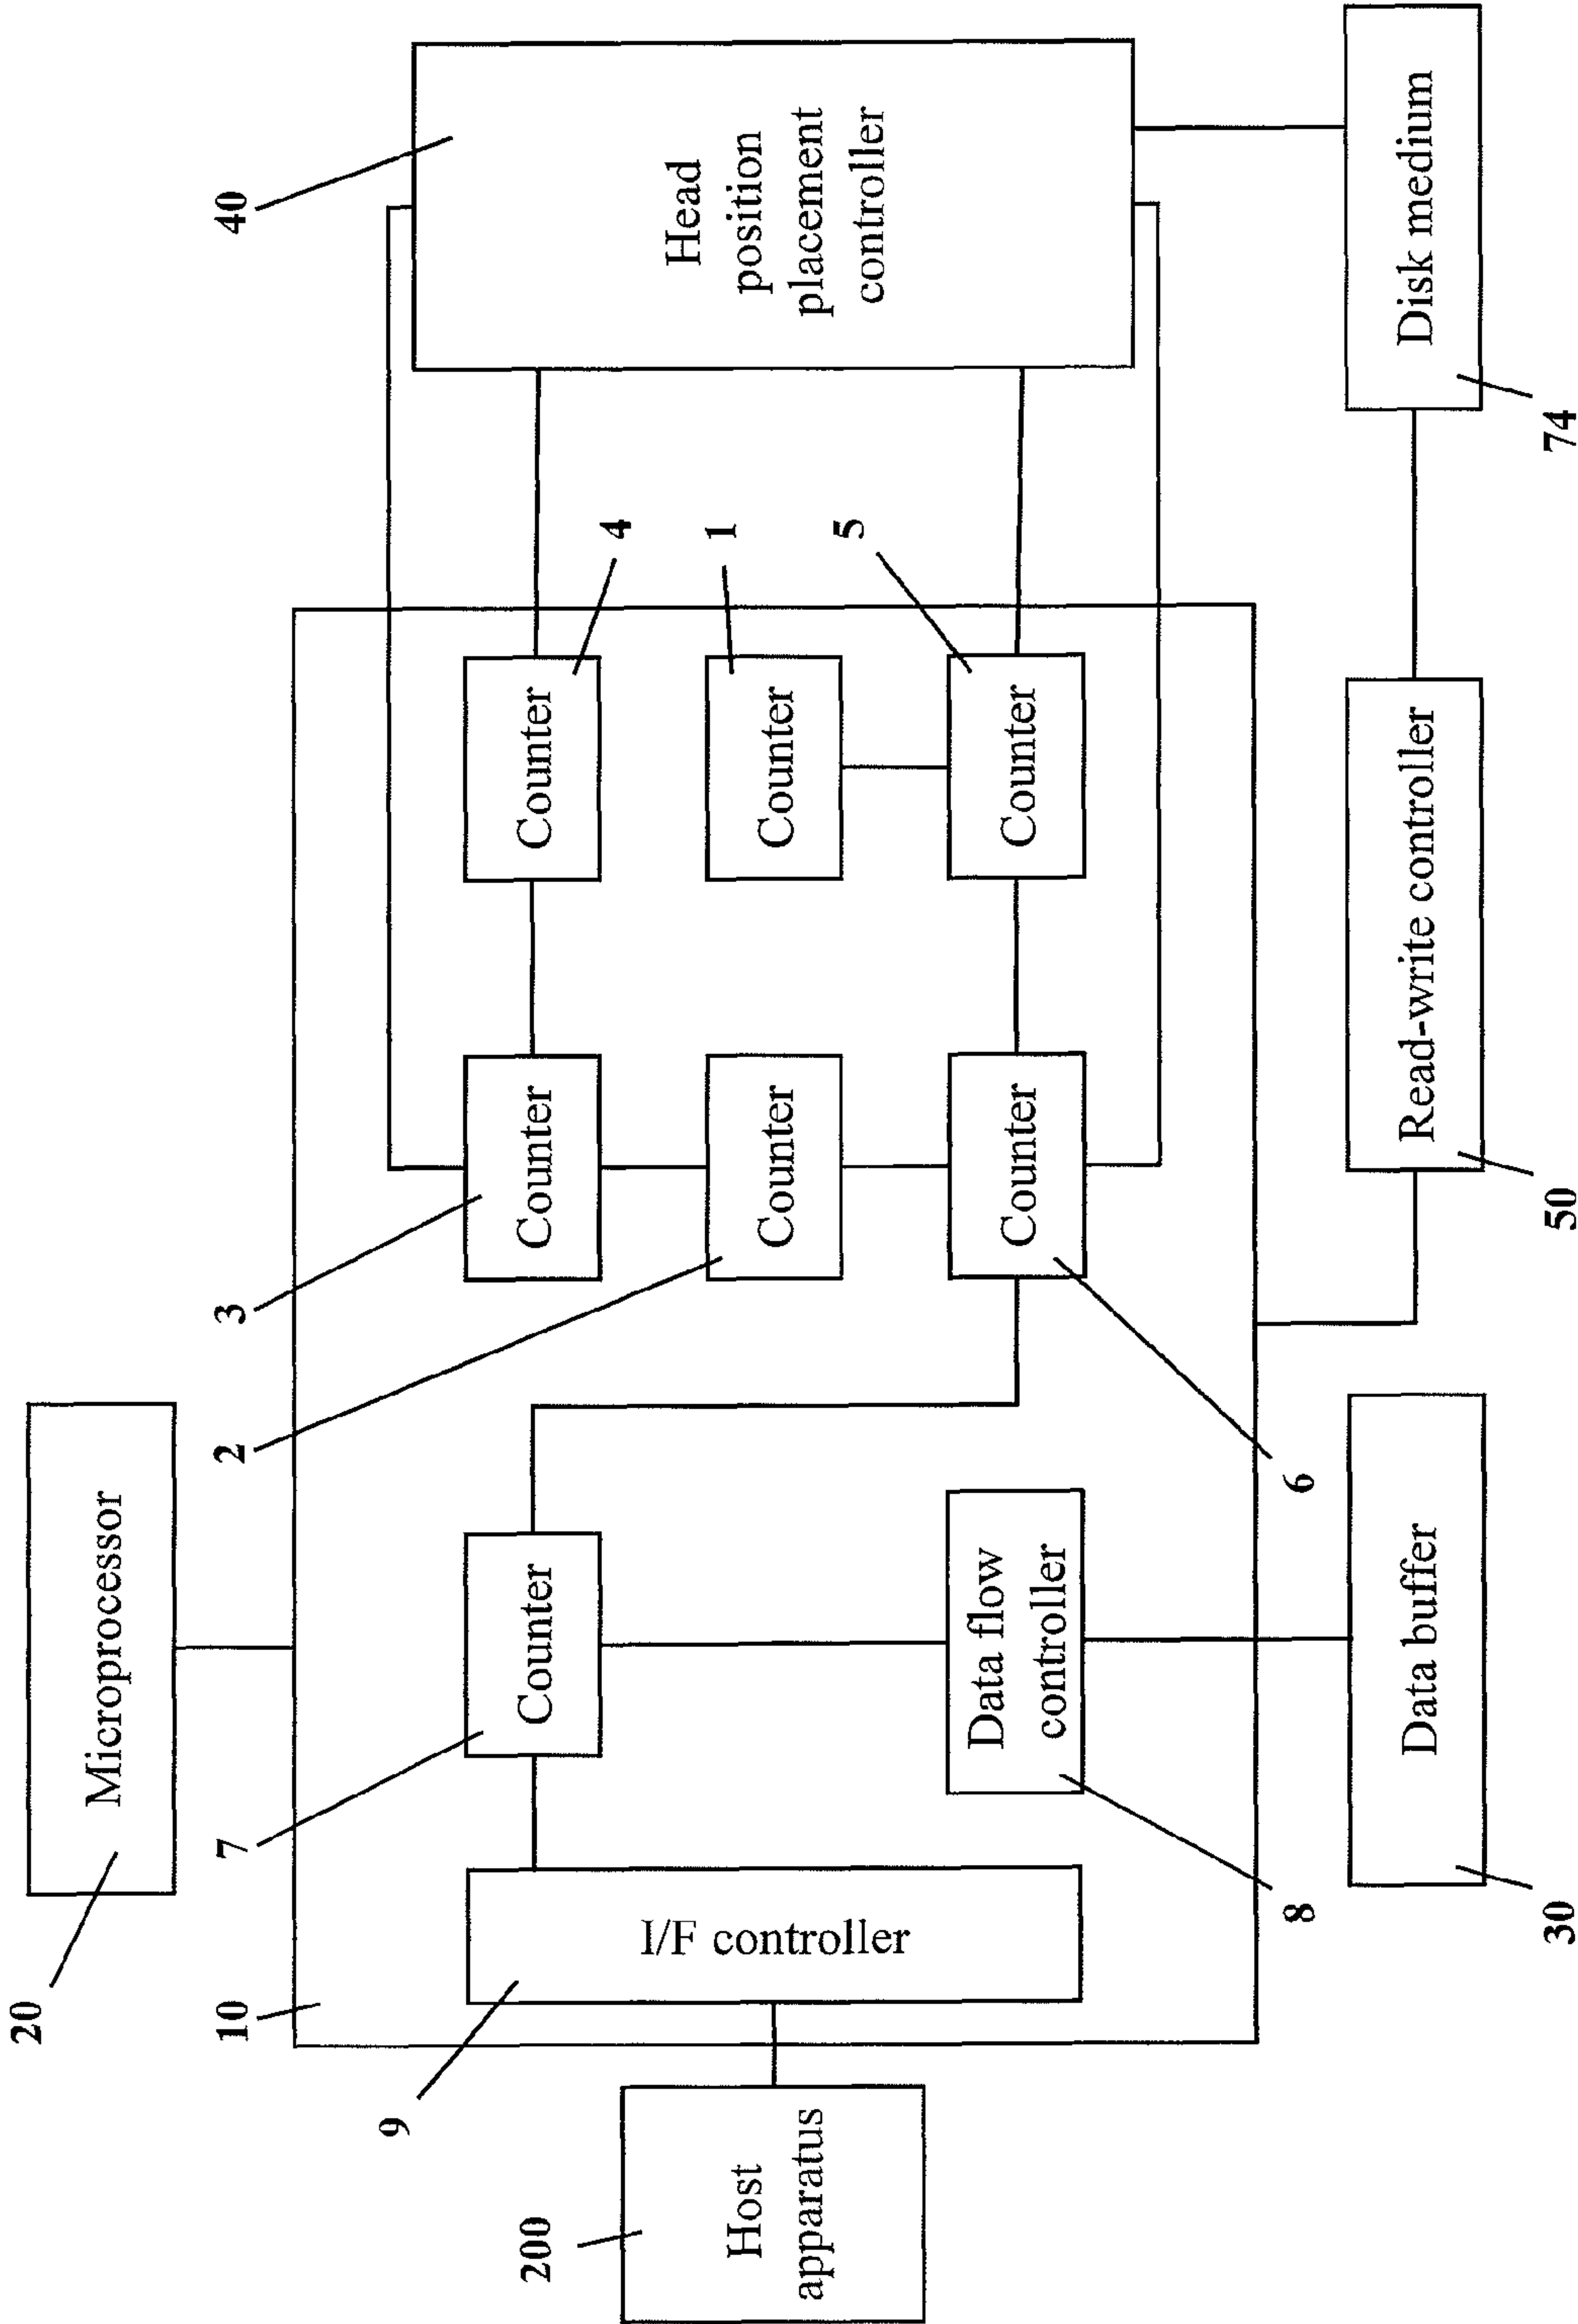 20
Microprocessor
10
7
2
3
40
Counter
Counter
Counter
Head
position
placement
controller
4
200
Host
apparatus
9
I/F controller
Counter
Counter
1
Data flow
controller
Counter
Counter
5
8
6
30
Data buffer
50
Read-write controller
74
Disk medium